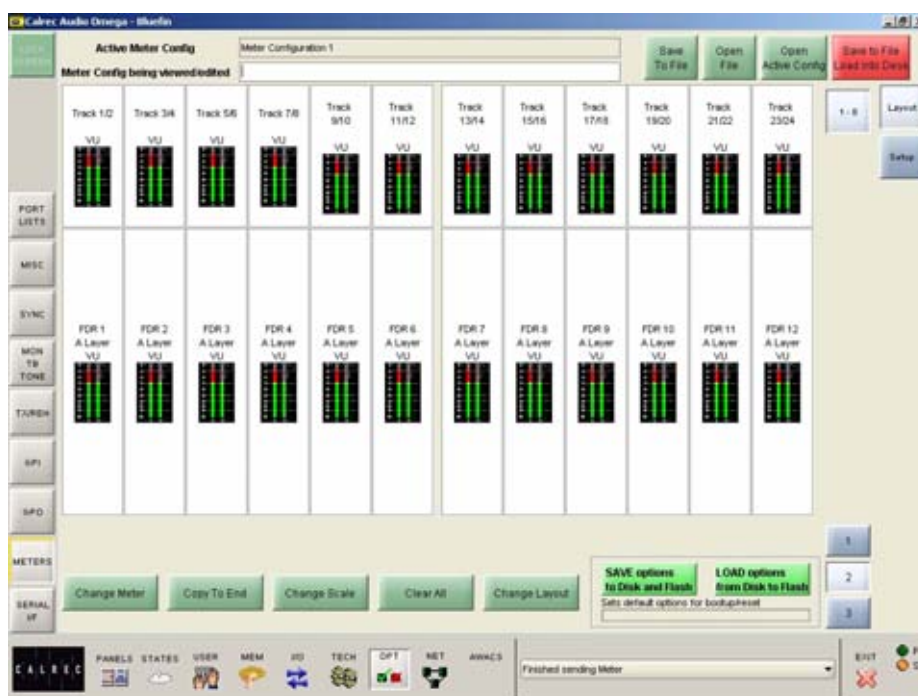 Calrec Audio Omega - Bluefin
Active Meter Config
Meter Configuration 1
Meter Config being viewed/edited
Save To File
Open File
Open Active Config
Save to File
Load into Desk
Track 1/2
Track 3/4
Track 5/6
Track 7/8
Track 9/10
Track 11/12
Track 13/14
Track 15/16
Track 17/18
Track 19/20
Track 21/22
Track 23/24
VU VU VU VU VU VU VU VU VU VU VU VU
1 - 8
Layout
Setup
PORT LISTS
MISC
SYNC
MON TB TONE
TX/REH
GPI
GPO
METERS
SERIAL I/F
FDR 1 A Layer VU
FDR 2 A Layer VU
FDR 3 A Layer VU
FDR 4 A Layer VU
FDR 5 A Layer VU
FDR 6 A Layer VU
FDR 7 A Layer VU
FDR 8 A Layer VU
FDR 9 A Layer VU
FDR 10 A Layer VU
FDR 11 A Layer VU
FDR 12 A Layer VU
1
2
3
Change Meter
Copy To End
Change Scale
Clear All
Change Layout
SAVE options to Disk and Flash
LOAD options from Disk to Flash
Sets default options for bootup/reset
CALREC
PANELS
STATES
USER
MEM
I/O
TECH
OPT
NET
AWACS
Finished sending Meter
EXIT
P
S